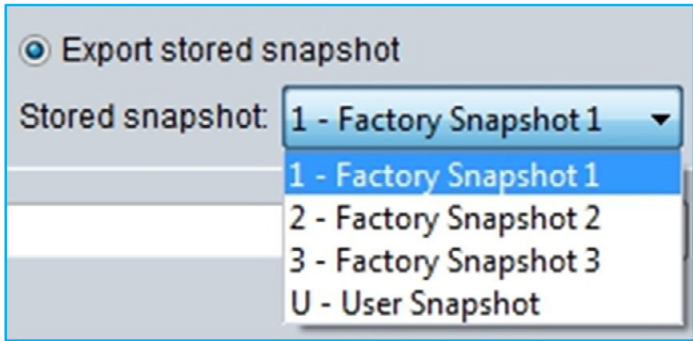 Export stored snapshot
Stored snapshot: 1 - Factory Snapshot 1
1 - Factory Snapshot 1
2 - Factory Snapshot 2
3 - Factory Snapshot 3
U - User Snapshot